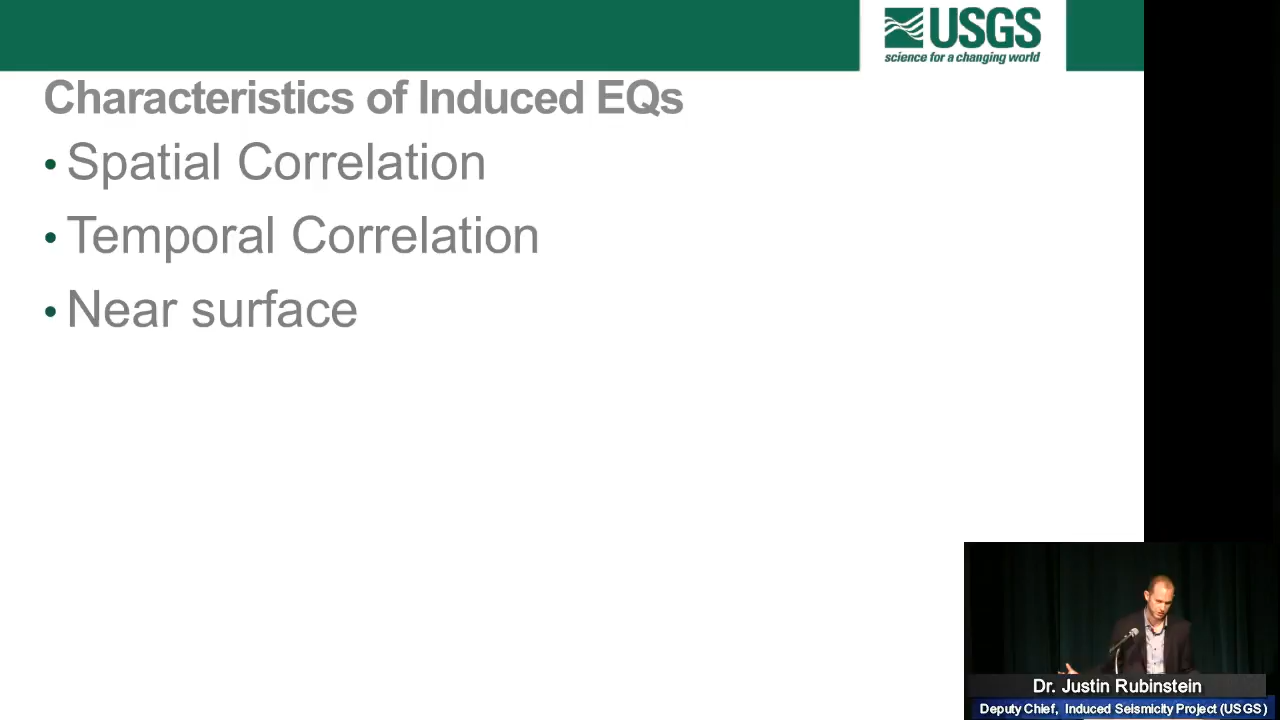 USGS
science for a changing world
Characteristics of Induced EQs
• Spatial Correlation
• Temporal Correlation
• Near surface
Dr. Justin Rubinstein
Deputy Chief, Induced Seismicity Project (USGS)